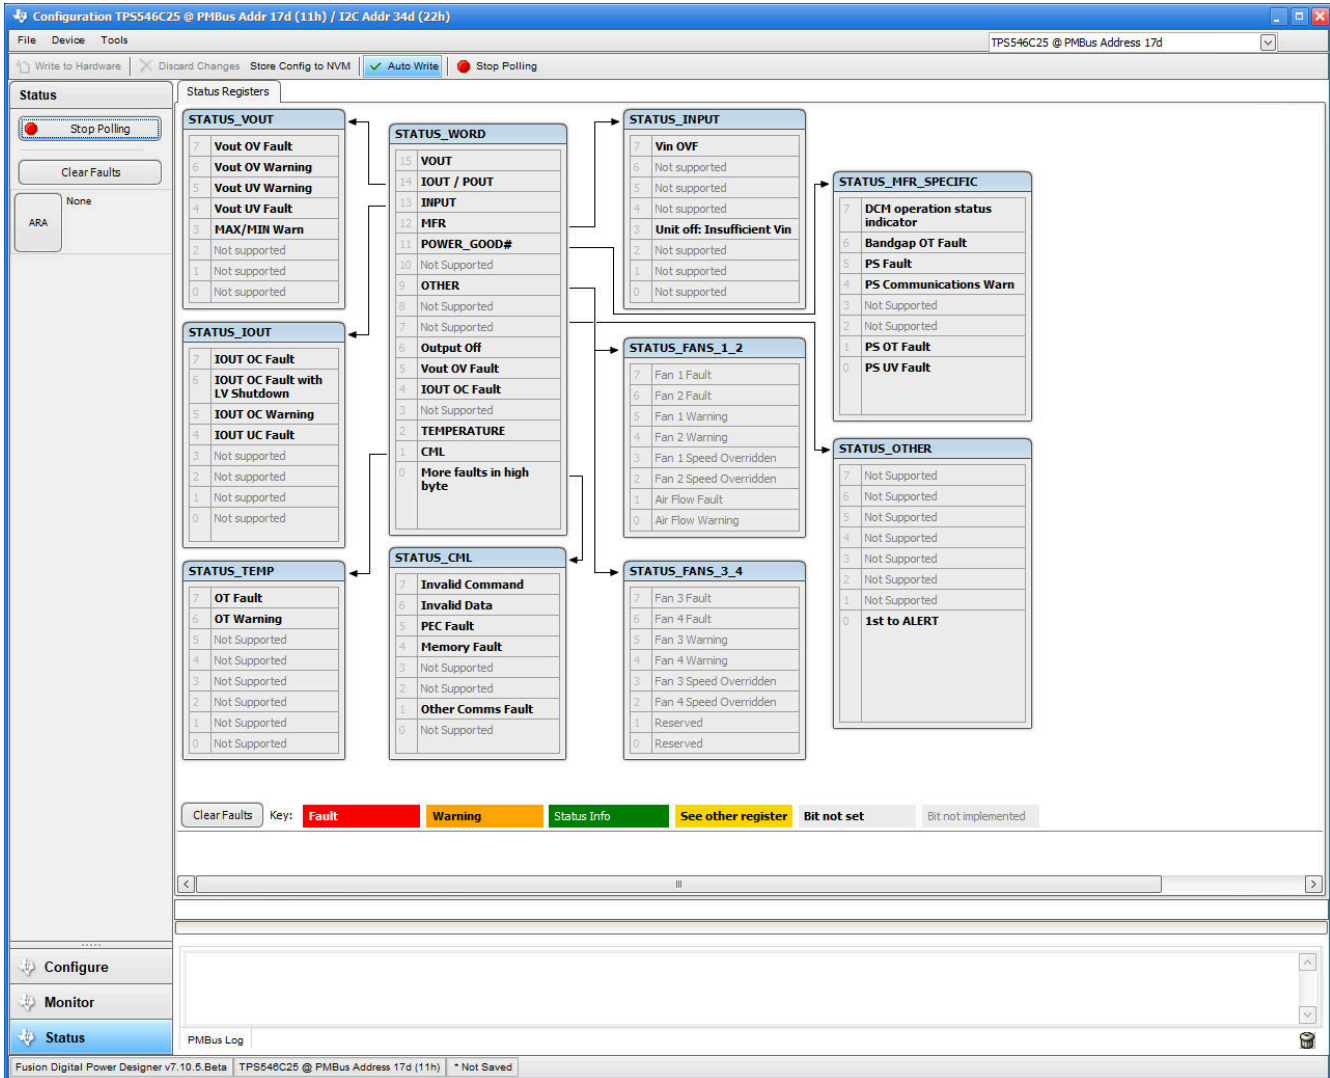 Configuration TPS546C25 @ PMBus Addr 17d (11h) / I2C Addr 34d (22h)
File Device Tools
TPS546C25 @ PMBus Address 17d
Write to Hardware Discard Changes Store Config to NVM Auto Write Stop Polling
Status
Stop Polling
Clear Faults
ARA
None
Status Registers
STATUS_VOUT
7 Vout OV Fault
6 Vout OV Warning
5 Vout UV Warning
4 Vout UV Fault
3 MAX/MIN Warn
2 Not supported
1 Not supported
0 Not supported
STATUS_IOUT
7 IOUT OC Fault
6 IOUT OC Fault with
LV Shutdown
5 IOUT OC Warning
4 IOUT UC Fault
3 Not supported
2 Not supported
1 Not supported
0 Not supported
STATUS_TEMP
7 OT Fault
6 OT Warning
5 Not Supported
4 Not Supported
3 Not Supported
2 Not Supported
1 Not Supported
0 Not Supported
STATUS_WORD
15 VOUT
14 IOUT / POUT
13 INPUT
12 MFR
11 POWER_GOOD#
10 Not Supported
9 OTHER
8 Not Supported
7 Not Supported
6 Output Off
5 Vout OV Fault
4 IOUT OC Fault
3 Not Supported
2 TEMPERATURE
1 CML
0 More faults in high
byte
STATUS_CML
7 Invalid Command
6 Invalid Data
5 PEC Fault
4 Memory Fault
3 Not Supported
2 Not Supported
1 Other Comms Fault
0 Not Supported
STATUS_INPUT
7 Vin OVF
6 Not supported
5 Not supported
4 Not supported
3 Unit off: Insufficient Vin
2 Not supported
1 Not supported
0 Not supported
STATUS_FANS_1_2
7 Fan 1 Fault
6 Fan 2 Fault
5 Fan 1 Warning
4 Fan 2 Warning
3 Fan 1 Speed Overridden
2 Fan 2 Speed Overridden
1 Air Flow Fault
0 Air Flow Warning
STATUS_FANS_3_4
7 Fan 3 Fault
6 Fan 4 Fault
5 Fan 3 Warning
4 Fan 4 Warning
3 Fan 3 Speed Overridden
2 Fan 4 Speed Overridden
1 Reserved
0 Reserved
STATUS_MFR_SPECIFIC
7 DCM operation status
indicator
6 Bandgap OT Fault
5 PS Fault
4 PS Communications Warn
3 Not Supported
2 Not Supported
1 PS OT Fault
0 PS UV Fault
STATUS_OTHER
7 Not Supported
6 Not Supported
5 Not Supported
4 Not Supported
3 Not Supported
2 Not Supported
1 Not Supported
0 1st to ALERT
Clear Faults Key: Fault Warning Status Info See other register Bit not set Bit not implemented
Configure
Monitor
Status
PMBus Log
Fusion Digital Power Designer v7.10.5.Beta TPS546C25 @ PMBus Address 17d (11h) * Not Saved